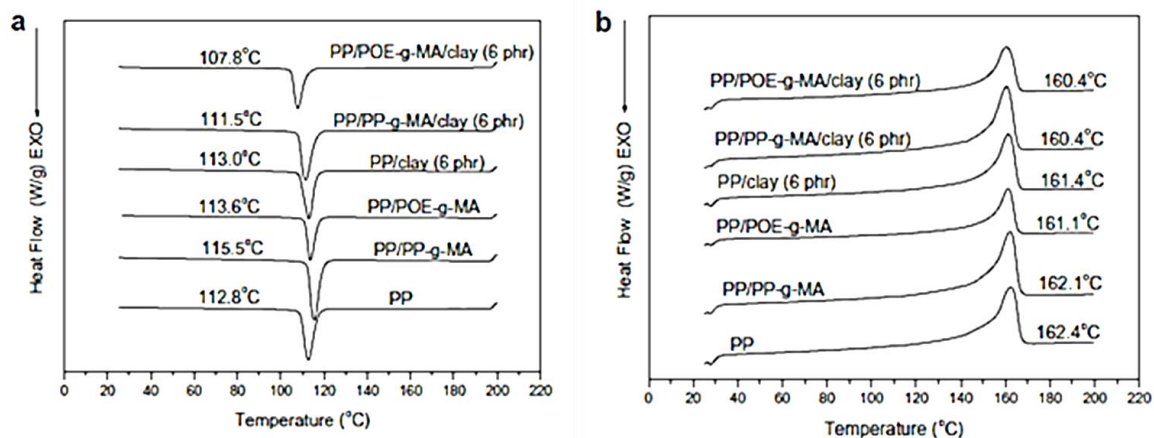 a
107.8°C PP/POE-g-MA/clay (6 phr)
111.5°C PP/PP-g-MA/clay (6 phr)
113.0°C PP/clay (6 phr)
113.6°C PP/POE-g-MA
115.5°C PP/PP-g-MA
112.8°C PP
Heat Flow (W/g) EXO
0 20 40 60 80 100 120 140 160 180 200 220
Temperature (°C)
b
PP/POE-g-MA/clay (6 phr) 160.4°C
PP/PP-g-MA/clay (6 phr) 160.4°C
PP/clay (6 phr) 161.4°C
PP/POE-g-MA 161.1°C
PP/PP-g-MA 162.1°C
PP 162.4°C
Heat Flow (W/g) EXO
0 20 40 60 80 100 120 140 160 180 200 220
Temperature (°C)